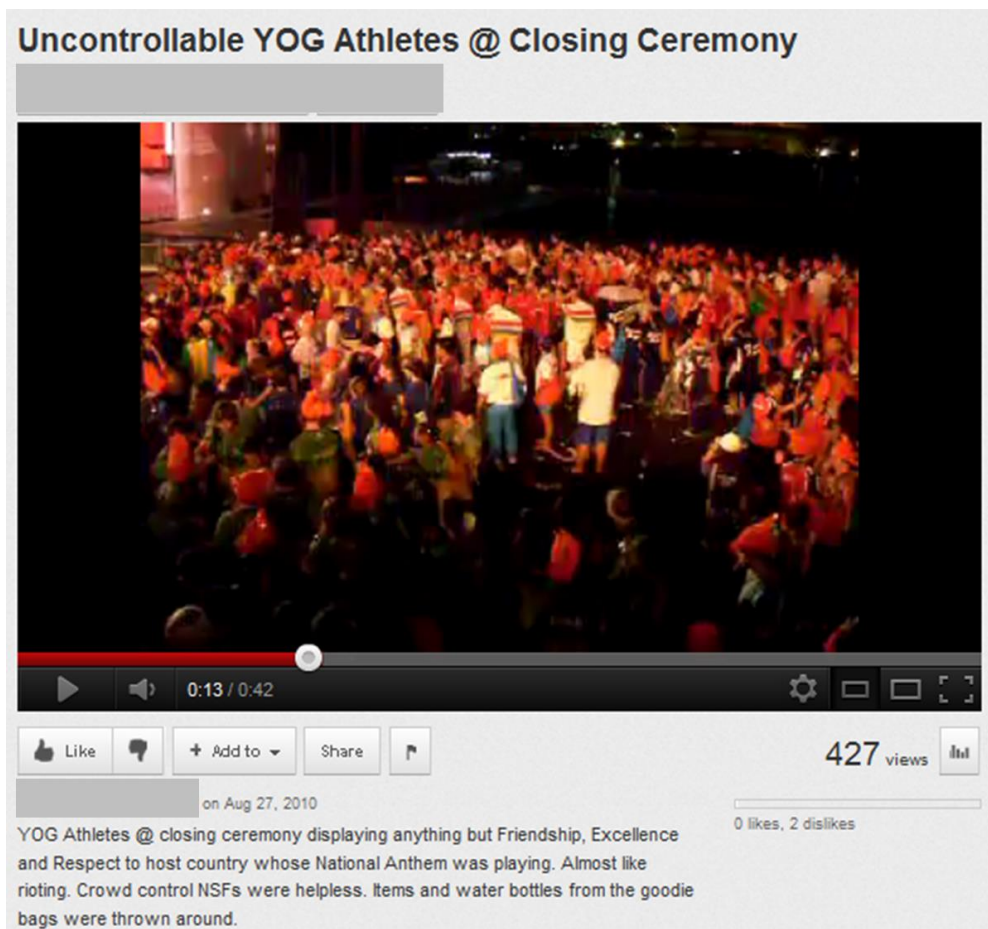 Uncontrollable YOG Athletes @ Closing Ceremony
0:13 / 0:42
Like
+ Add to
Share
427 views
on Aug 27, 2010
0 likes, 2 dislikes
YOG Athletes @ closing ceremony displaying anything but Friendship, Excellence
and Respect to host country whose National Anthem was playing. Almost like
rioting. Crowd control NSFs were helpless. Items and water bottles from the goodie
bags were thrown around.